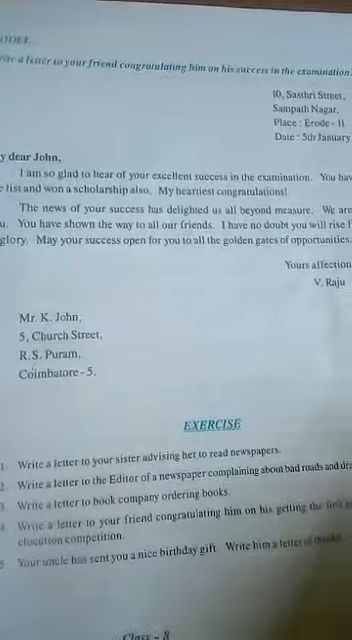 ite a letter to your friend congratulating him on his success in the examination.
10, Sasthri Street,
Sampath Nagar,
Place : Erode - 11
Date : 5th January
y dear John,
I am so glad to hear of your excellent success in the examination. You hav
e list and won a scholarship also. My heartiest congratulations!
The news of your success has delighted us all beyond measure. We are
u. You have shown the way to all our friends. I have no doubt you will rise f
glory. May your success open for you to all the golden gates of opportunities.
Yours affection
V. Raju
Mr. K. John,
5, Church Street,
R.S. Puram,
Coimbatore - 5.
EXERCISE
1 Write a letter to your sister advising her to read newspapers.
2. Write a letter to the Editor of a newspaper complaining about bad roads and dra
3 Write a letter to book company ordering books.
4 Write a letter to your friend congratulating him on his getting the first
elocution competition.
5 Your uncle has sent you a nice birthday gift. Write him a letter of thanks.
Class - 8